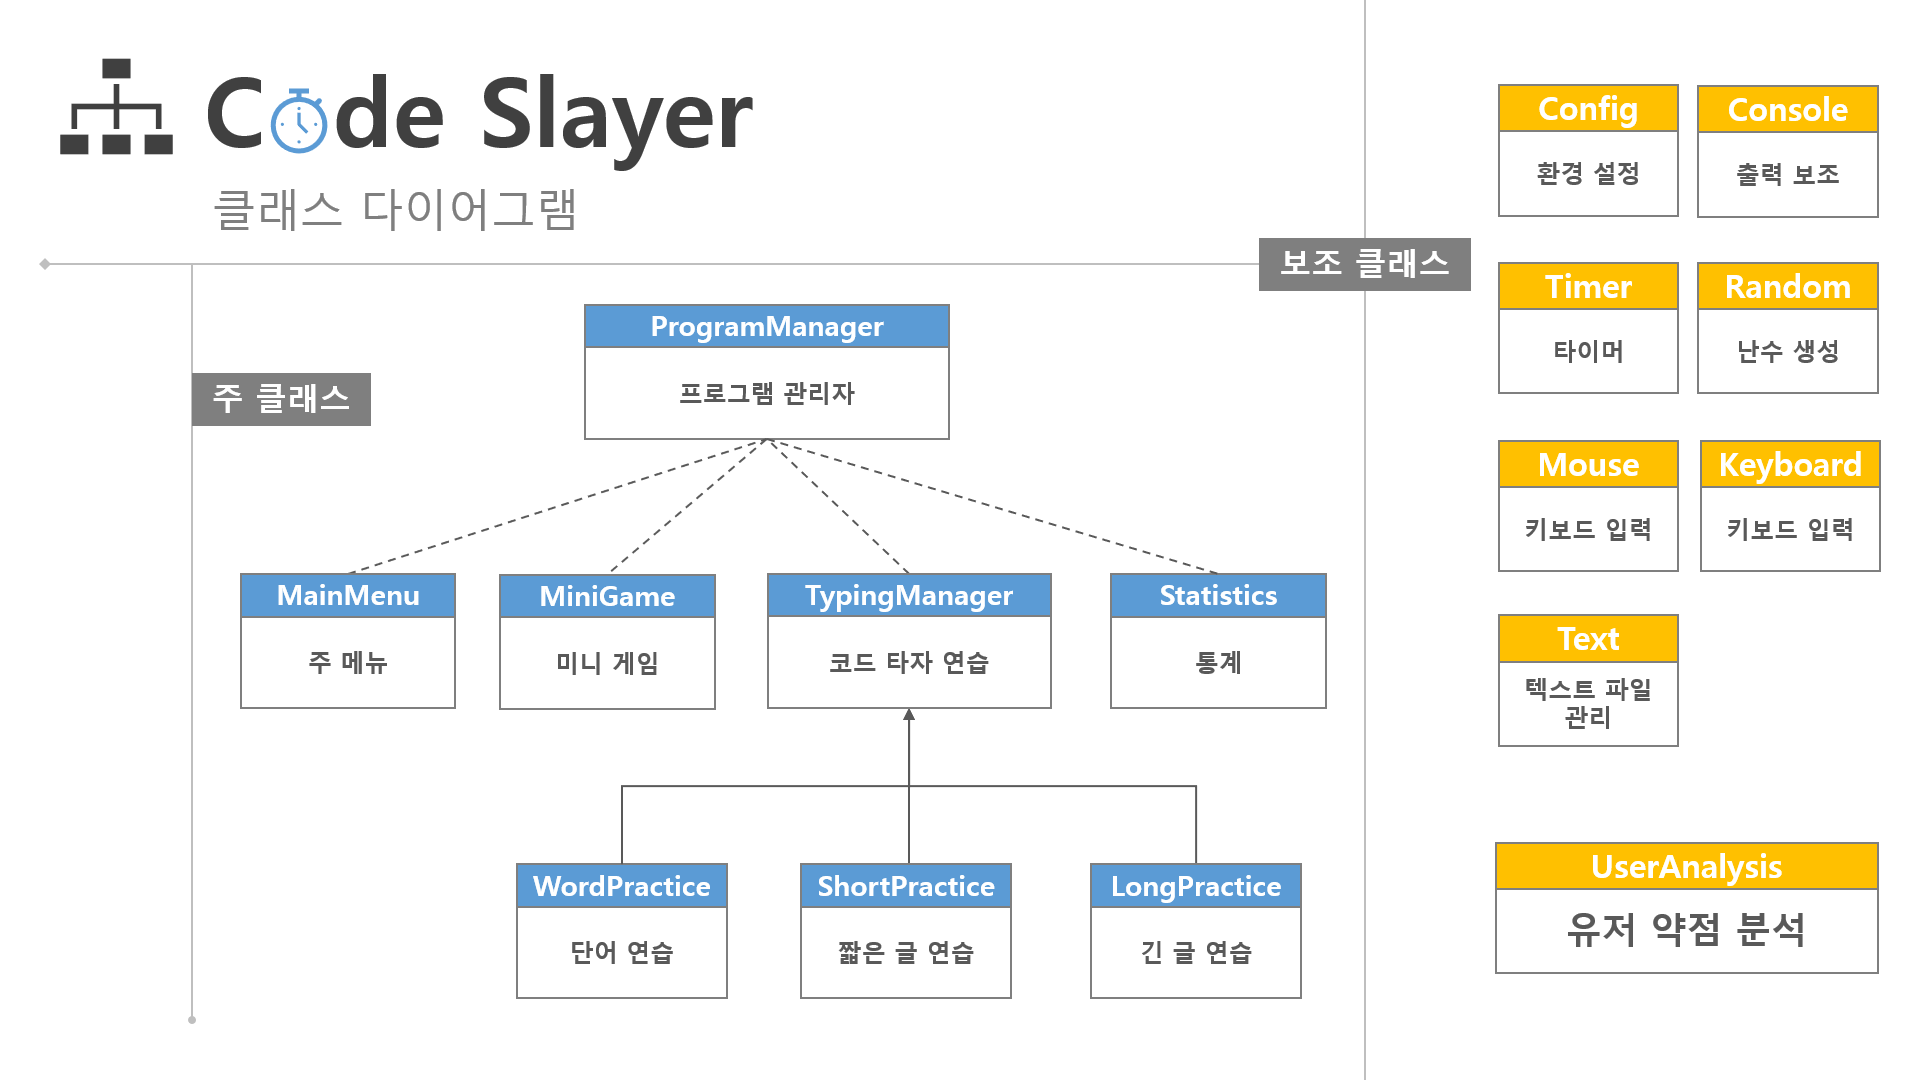 Code Slayer
클래스 다이어그램
보조 클래스
주 클래스
ProgramManager
프로그램 관리자
MainMenu
주 메뉴
MiniGame
미니 게임
TypingManager
코드 타자 연습
Statistics
통계
WordPractice
단어 연습
ShortPractice
짧은 글 연습
LongPractice
긴 글 연습
Config
환경 설정
Console
출력 보조
Timer
타이머
Random
난수 생성
Mouse
키보드 입력
Keyboard
키보드 입력
Text
텍스트 파일
관리
UserAnalysis
유저 약점 분석